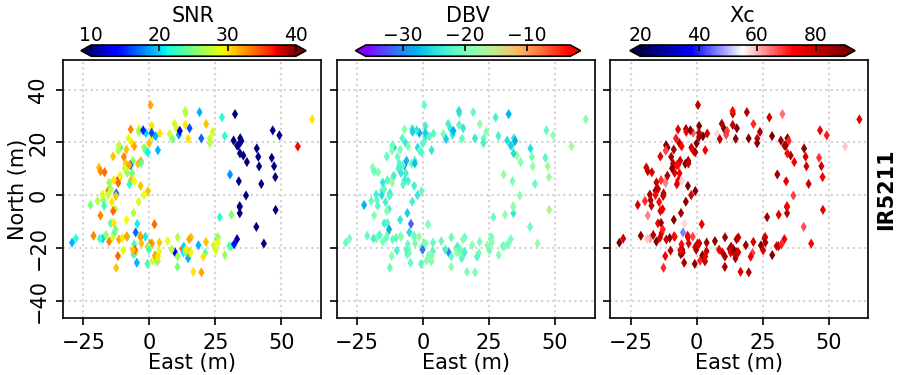 SNR DBV Xc
10 20 30 40 −30 −20 −10 20 40 60 80
40
20
0
−20
−40
North (m)
IR5211
−25 0 25 50 −25 0 25 50 −25 0 25 50
East (m) East (m) East (m)